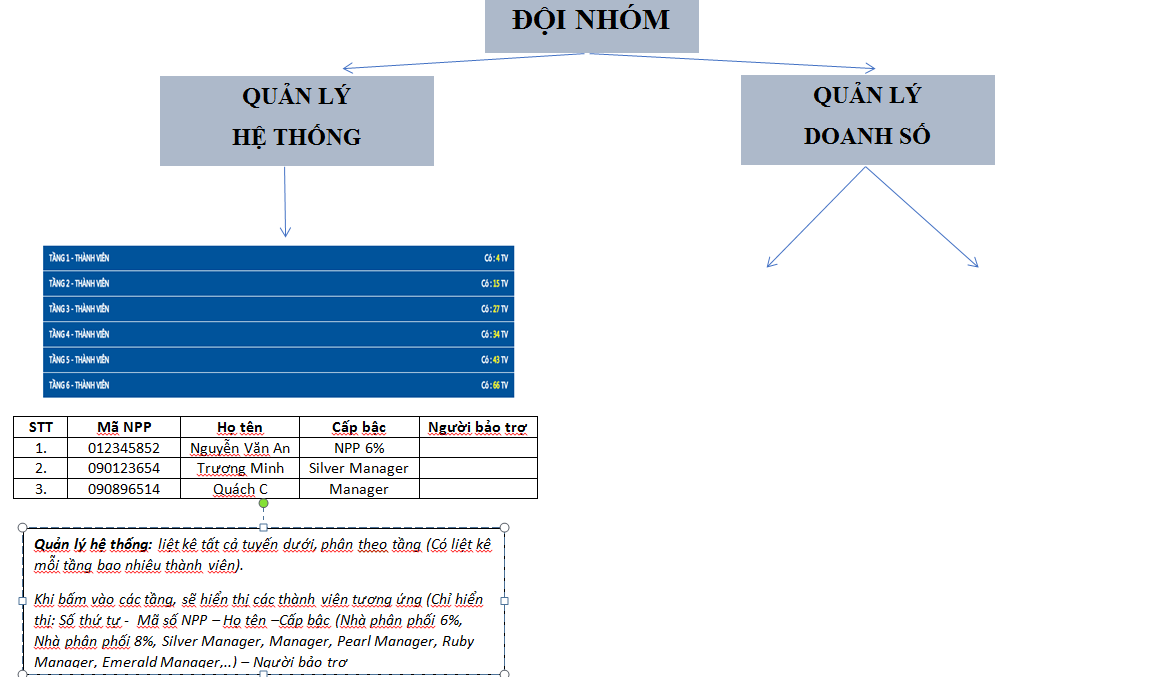 ĐỘI NHÓM
QUẢN LÝ
HỆ THỐNG
QUẢN LÝ
DOANH SỐ
TẦNG 1 - THÀNH VIÊN Có : 4 TV
TẦNG 2 - THÀNH VIÊN Có : 15 TV
TẦNG 3 - THÀNH VIÊN Có : 27 TV
TẦNG 4 - THÀNH VIÊN Có : 34 TV
TẦNG 5 - THÀNH VIÊN Có : 43 TV
TẦNG 6 - THÀNH VIÊN Có : 66 TV
STT Mã NPP Họ tên Cấp bậc Người bảo trợ
1. 012345852 Nguyễn Văn An NPP 6%
2. 090123654 Trương Minh Silver Manager
3. 090896514 Quách C Manager
Quản lý hệ thống: liệt kê tất cả tuyến dưới, phân theo tầng (Có liệt kê
mỗi tầng bao nhiêu thành viên).
Khi bấm vào các tầng, sẽ hiển thị các thành viên tương ứng (Chỉ hiển
thị: Số thứ tự - Mã số NPP – Họ tên –Cấp bậc (Nhà phân phối 6%,
Nhà phân phối 8%, Silver Manager, Manager, Pearl Manager, Ruby
Manager, Emerald Manager,..) – Người bảo trợ